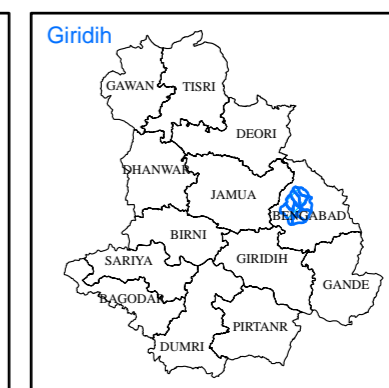 Giridih
GAWAN
TISRI
DEORI
DHANWAR
JAMUA
BENGABAD
BIRNI
SARIYA
GIRIDIH
GANDE
BAGODAR
PIRTANR
DUMRI